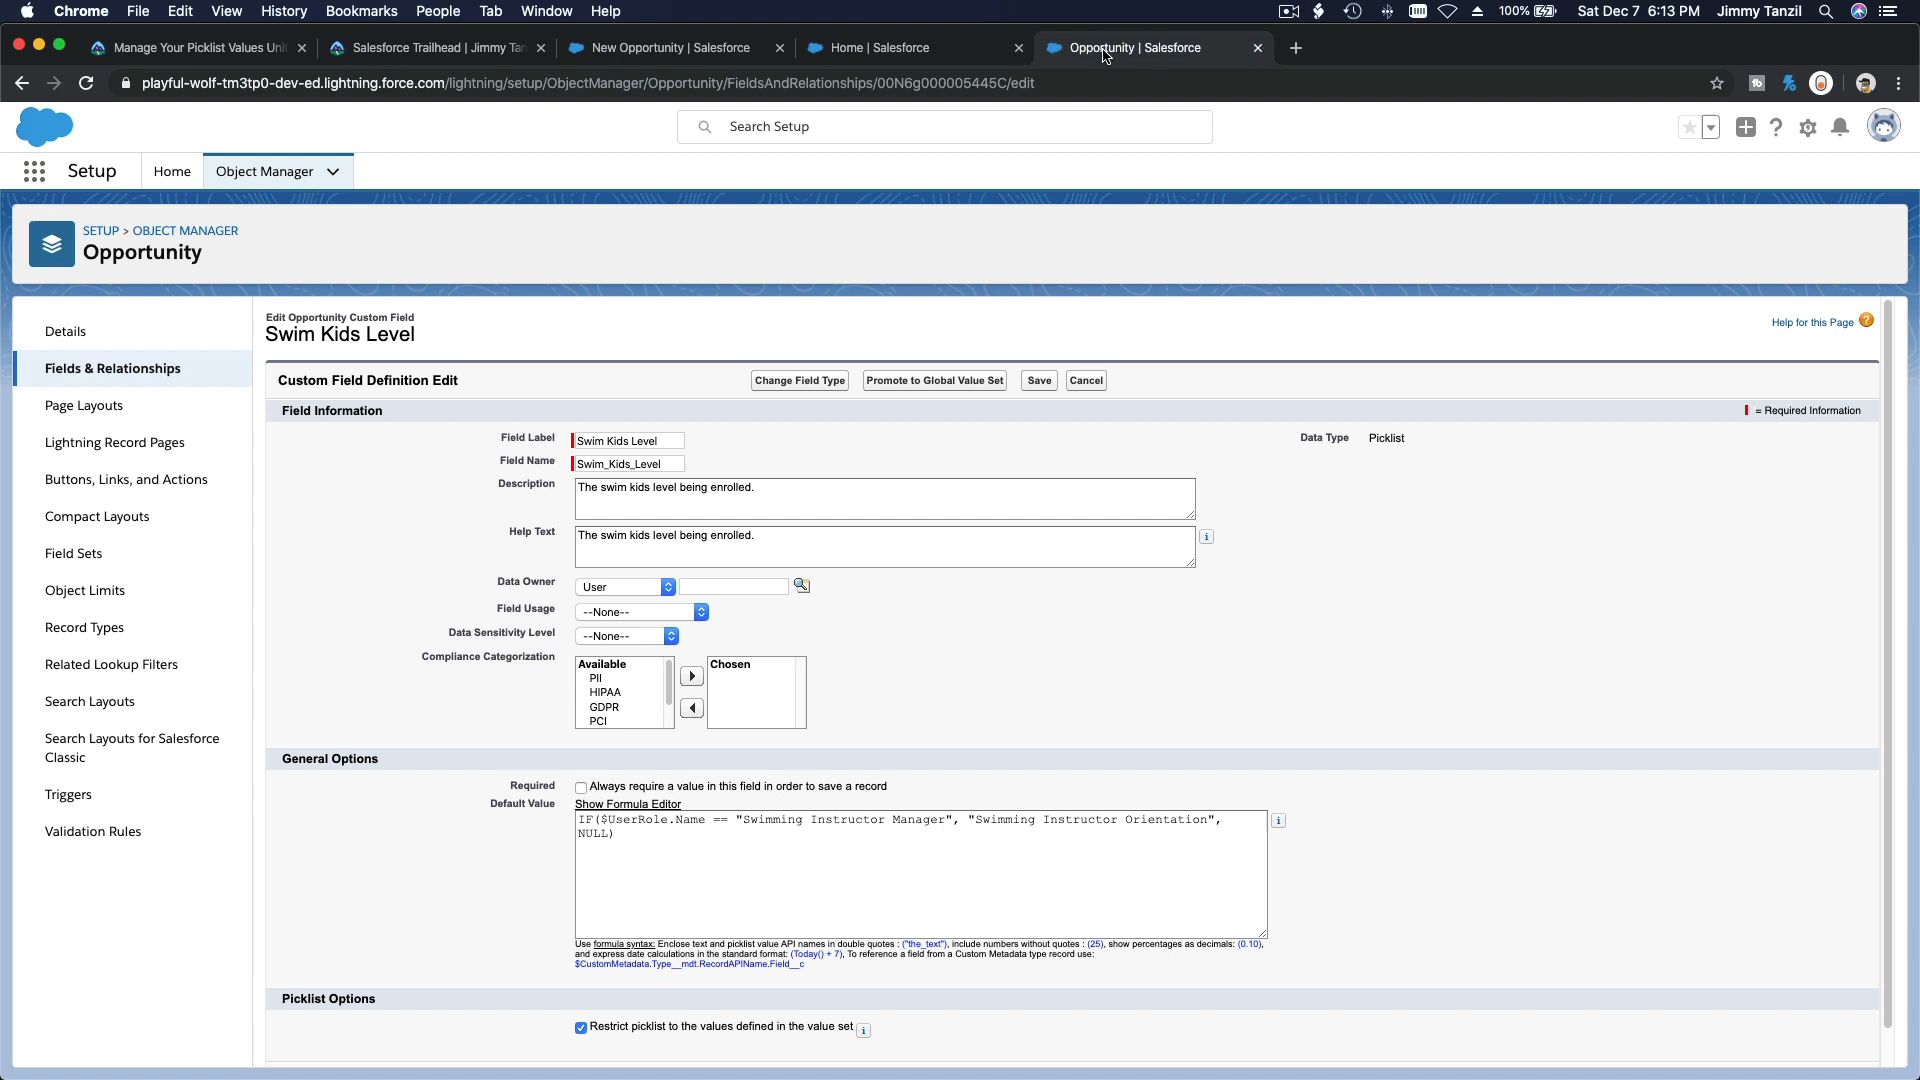 Chrome File Edit View History Bookmarks People Tab Window Help
100% Sat Dec 7 6:13 PM Jimmy Tanzil
Manage Your Picklist Values Uni
Salesforce Trailhead | Jimmy Tan
New Opportunity | Salesforce
Home | Salesforce
Opportunity | Salesforce
playful-wolf-tm3tp0-dev-ed.lightning.force.com/lightning/setup/ObjectManager/Opportunity/FieldsAndRelationships/00N6g000005445C/edit
Search Setup
Setup Home Object Manager
SETUP > OBJECT MANAGER
Opportunity
Details
Fields & Relationships
Page Layouts
Lightning Record Pages
Buttons, Links, and Actions
Compact Layouts
Field Sets
Object Limits
Record Types
Related Lookup Filters
Search Layouts
Search Layouts for Salesforce
Classic
Triggers
Validation Rules
Edit Opportunity Custom Field
Swim Kids Level
Help for this Page ?
Custom Field Definition Edit Change Field Type Promote to Global Value Set Save Cancel
Field Information = Required Information
Field Label Swim Kids Level Data Type Picklist
Field Name Swim_Kids_Level
Description The swim kids level being enrolled.
Help Text The swim kids level being enrolled. i
Data Owner User
Field Usage --None--
Data Sensitivity Level --None--
Compliance Categorization Available Chosen
PII
HIPAA
GDPR
PCI
General Options
Required Always require a value in this field in order to save a record
Default Value Show Formula Editor
IF($UserRole.Name == "Swimming Instructor Manager", "Swimming Instructor Orientation", i
NULL)
Use formula syntax: Enclose text and picklist value API names in double quotes : ("the_text"), include numbers without quotes : (25), show percentages as decimals: (0.10),
and express date calculations in the standard format: (Today() + 7), To reference a field from a Custom Metadata type record use:
$CustomMetadata.Type__mdt.RecordAPIName.Field__c
Picklist Options
Restrict picklist to the values defined in the value set i